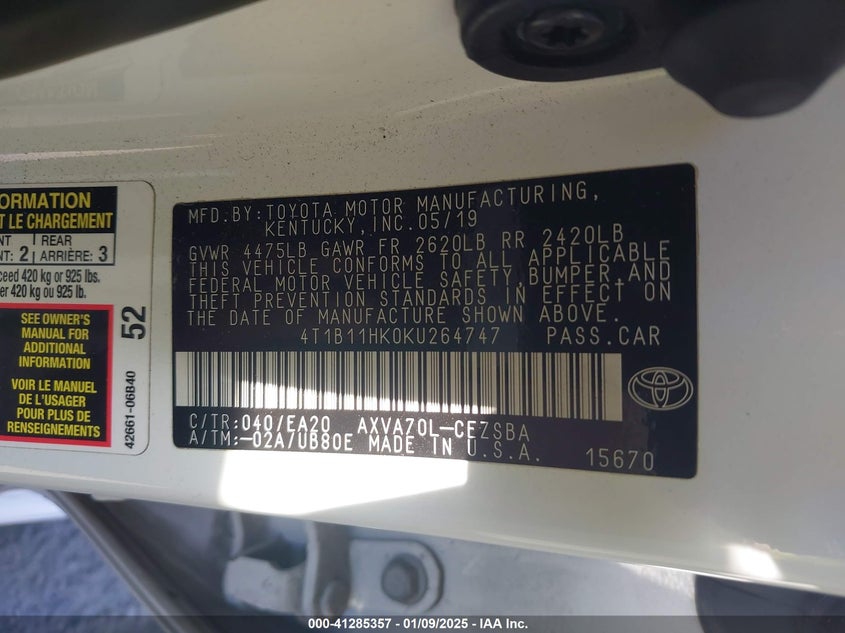 ORMATION
T LE CHARGEMENT
NT
REAR
NT: 2
ARRIÈRE: 3
ceed 420 kg or 925 lbs.
er 420 kg ou 925 lb.
SEE OWNER'S
MANUAL FOR
ADDITIONAL
INFORMATION
VOIR LE MANUEL
DE L'USAGER
POUR PLUS DE
RENSEIGNEMENTS
52
42661-06B40
MFD.BY:TOYOTA MOTOR MANUFACTURING,
KENTUCKY,INC.05/19
GVWR 4475LB GAWR FR 2620LB RR 2420LB
THIS VEHICLE CONFORMS TO ALL APPLICABLE
FEDERAL MOTOR VEHICLE SAFETY,BUMPER,AND
THEFT PREVENTION STANDARDS IN EFFECT ON
THE DATE OF MANUFACTURE SHOWN ABOVE.
4T1B11HK0KU264747 PASS.CAR
C/TR:040/EA20 AXVA70L-CEZSBA
A/TM:-02A/UB80E MADE IN U.S.A. 15670
000-41285357 - 01/09/2025 - IAA Inc.